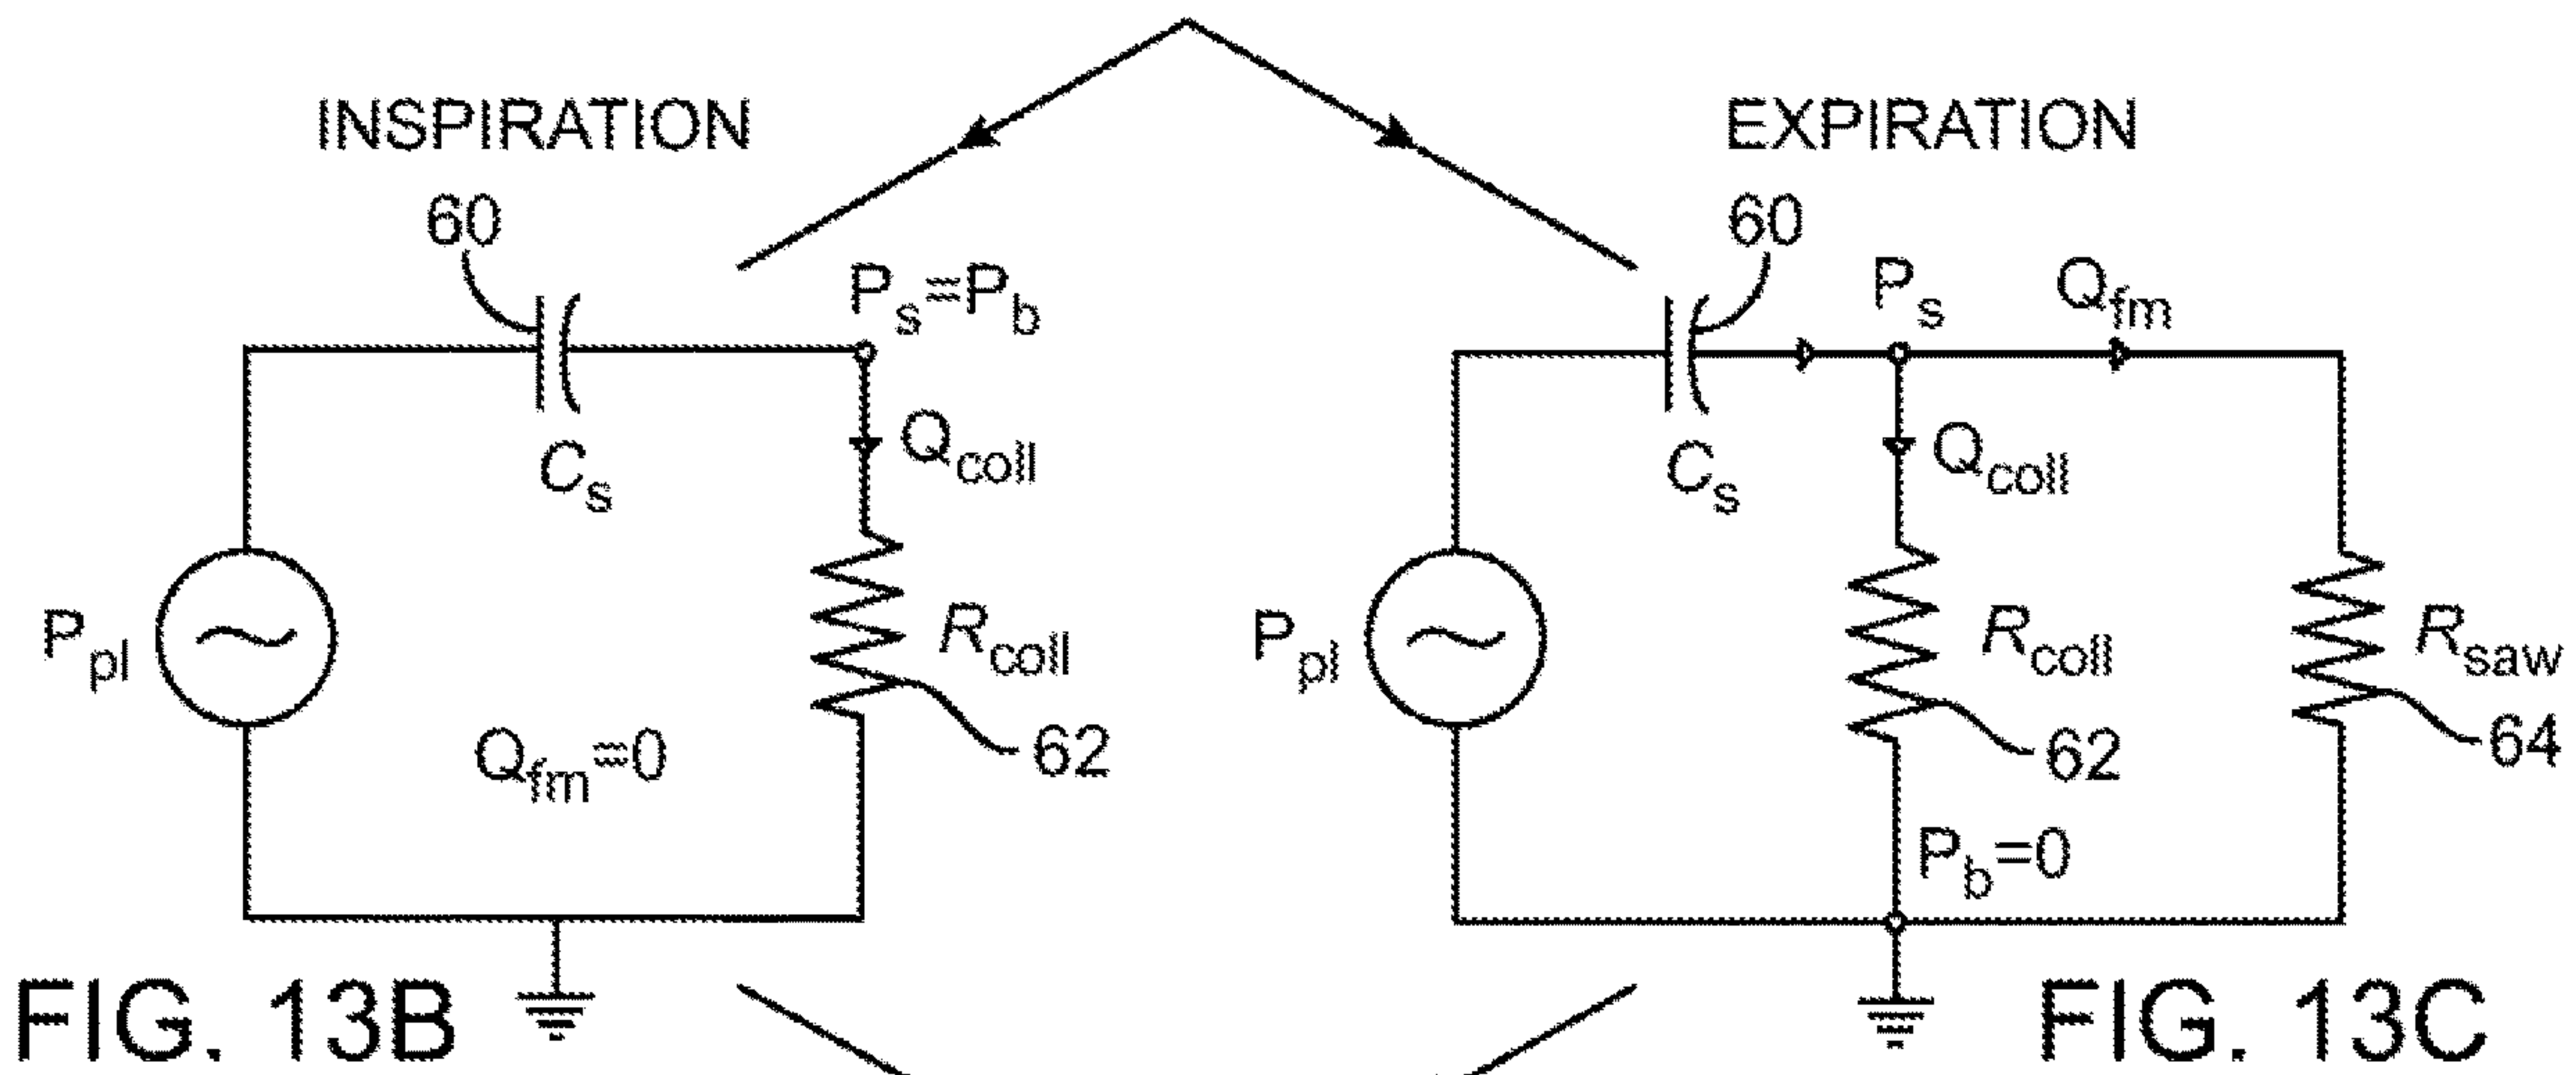 INSPIRATION
60
Ps=Pb
Cs
Qcoll
Ppl
Rcoll
Qfm=0
62
FIG. 13B
EXPIRATION
60
Ps
Qfm
Cs
Qcoll
Ppl
Rcoll
Rsaw
62
64
Pb=0
FIG. 13C